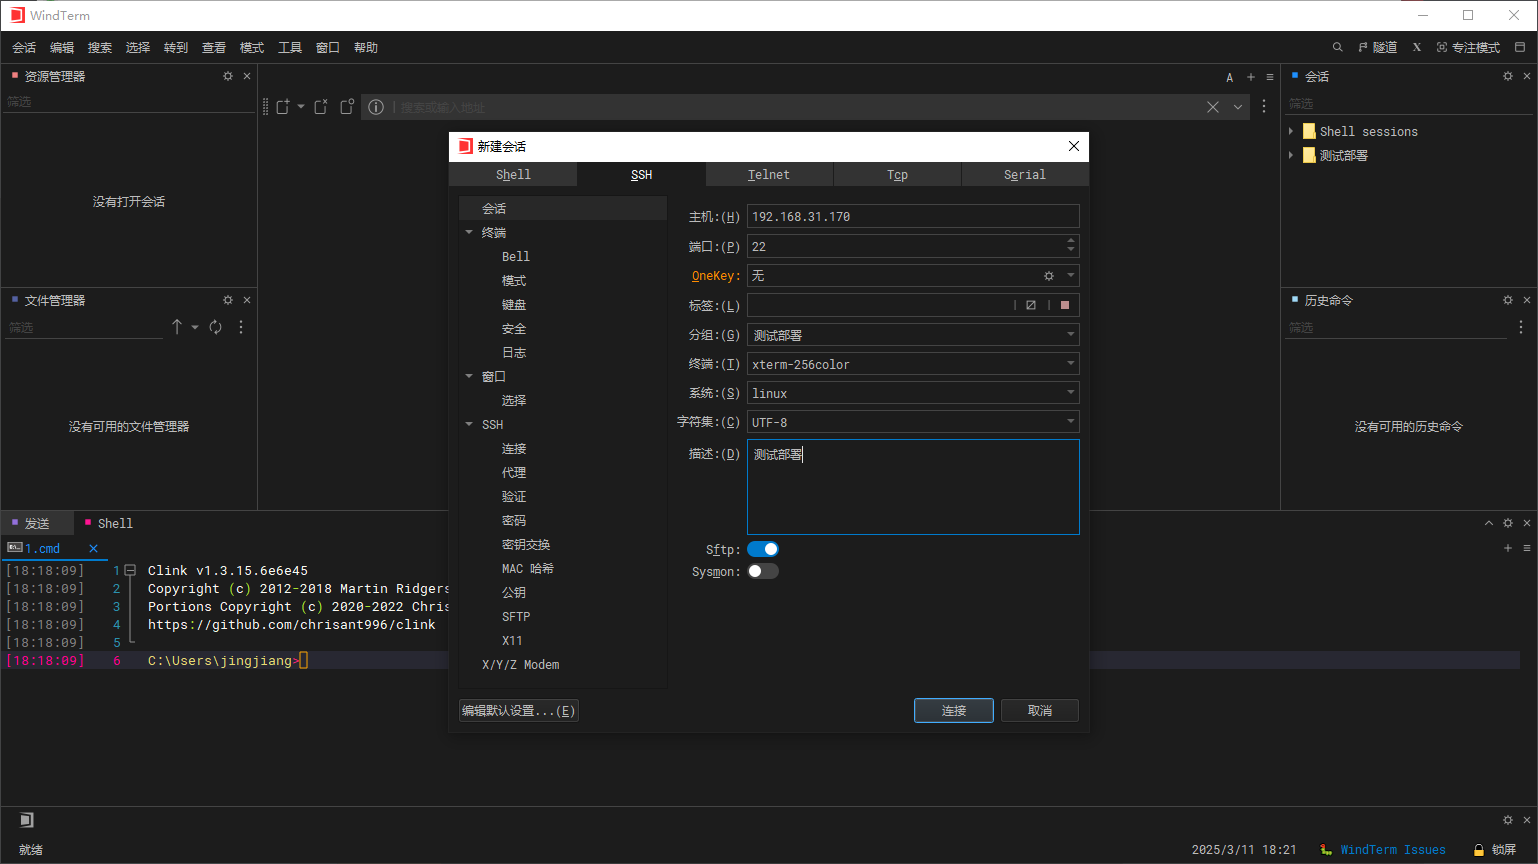 WindTerm
会话 编辑 搜索 选择 转到 查看 模式 工具 窗口 帮助
隧道 X 专注模式
资源管理器
筛选
没有打开会话
文件管理器
筛选
没有可用的文件管理器
A
搜索或输入地址
会话
筛选
Shell sessions
测试部署
历史命令
筛选
没有可用的历史命令
新建会话
Shell SSH Telnet Tcp Serial
会话
终端
Bell
模式
键盘
安全
日志
窗口
选择
SSH
连接
代理
验证
密码
密钥交换
MAC 哈希
公钥
SFTP
X11
X/Y/Z Modem
主机:(H) 192.168.31.170
端口:(P) 22
OneKey: 无
标签:(L)
分组:(G) 测试部署
终端:(T) xterm-256color
系统:(S) linux
字符集:(C) UTF-8
描述:(D) 测试部署
Sftp:
Sysmon:
编辑默认设置...(E) 连接 取消
发送 Shell
1.cmd
[18:18:09] 1 Clink v1.3.15.6e6e45
[18:18:09] 2 Copyright (c) 2012-2018 Martin Ridgers
[18:18:09] 3 Portions Copyright (c) 2020-2022 Chris
[18:18:09] 4 https://github.com/chrisant996/clink
[18:18:09] 5
[18:18:09] 6 C:\Users\jingjiang>
就绪
2025/3/11 18:21 WindTerm Issues 锁屏